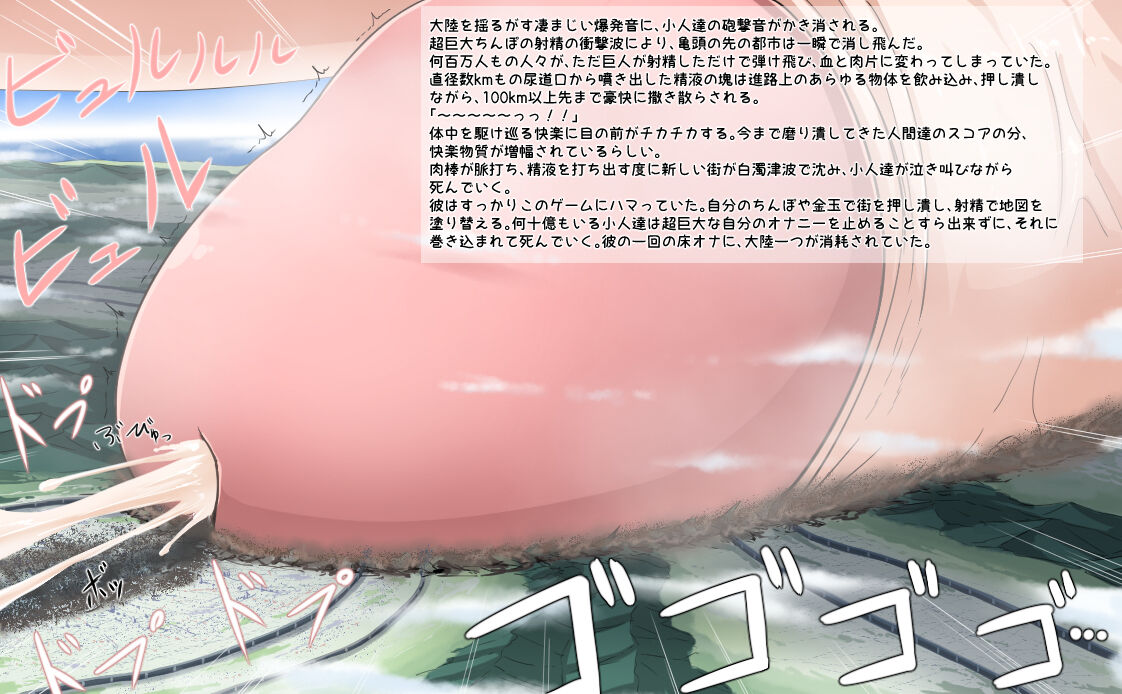 大陸を揺るがす凄まじい爆発音に、小人達の砲撃音がかき消される。
超巨大ちんぽの射精の衝撃波により、亀頭の先の都市は一瞬で消し飛んだ。
何百万人もの人々が、ただ巨人が射精しただけで弾け飛び、血と肉片に変わってしまっていた。
直径数kmもの尿道口から噴き出した精液の塊は進路上のあらゆる物体を飲み込み、押し潰し
ながら、100km以上先まで豪快に撒き散らされる。
「～～～～～っっ！！」
体中を駆け巡る快楽に目の前がチカチカする。今まで磨り潰してきた人間達のスコアの分、
快楽物質が増幅されているらしい。
肉棒が脈打ち、精液を打ち出す度に新しい街が白濁津波で沈み、小人達が泣き叫びながら
死んでいく。
彼はすっかりこのゲームにハマっていた。自分のちんぽや金玉で街を押し潰し、射精で地図を
塗り替える。何十億もいる小人達は超巨大な自分のオナニーを止めることすら出来ずに、それに
巻き込まれて死んでいく。彼の一回の床オナに、大陸一つが消耗されていた。
ビュルルルル
ビュル
ドプ
ぶびゅっ
ボッ
ドプ
ドプ
ゴゴゴゴ…